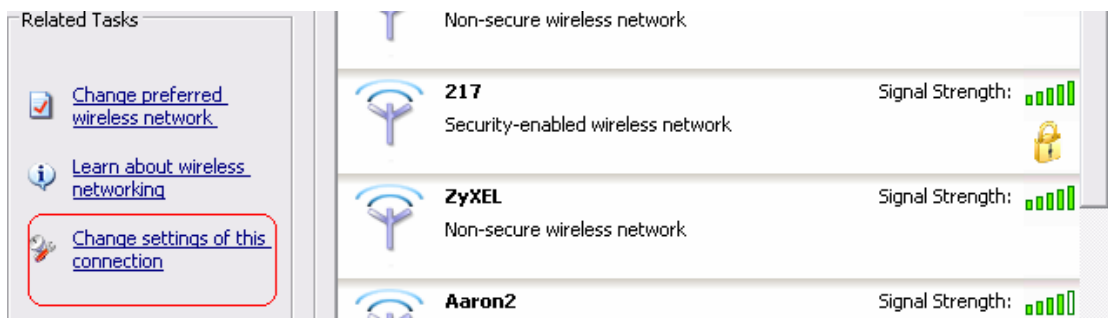 Related Tasks
Change preferred
wireless network
Learn about wireless
networking
Change settings of this
connection
Non-secure wireless network
217
Signal Strength:
Security-enabled wireless network
ZyXEL
Signal Strength:
Non-secure wireless network
Aaron2
Signal Strength: